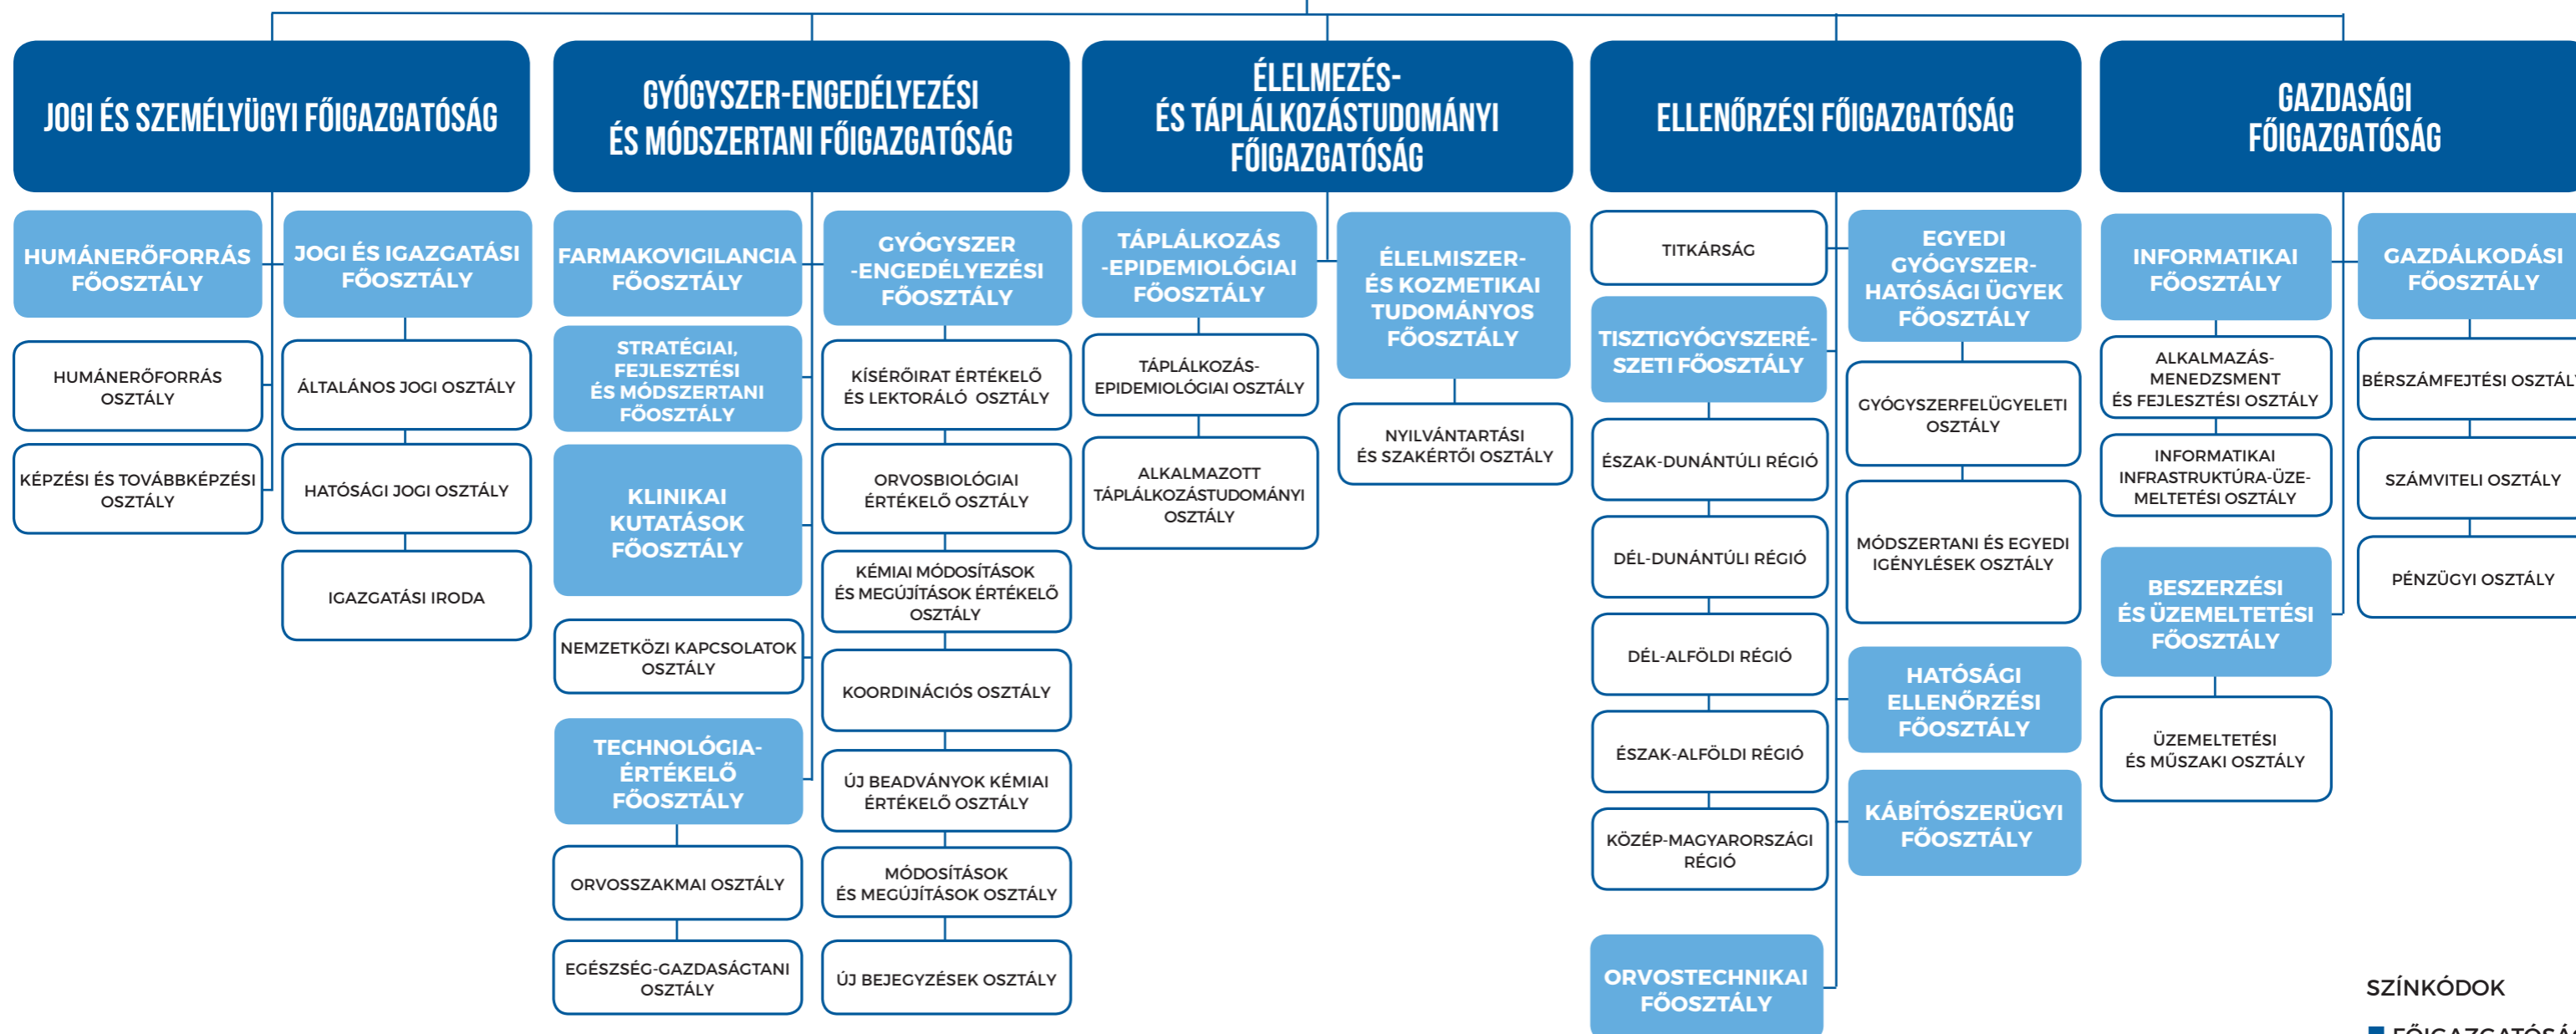 JOGI ÉS SZEMÉLYÜGYI FŐIGAZGATÓSÁG
HUMÁNERŐFORRÁS
FŐOSZTÁLY
HUMÁNERŐFORRÁS
OSZTÁLY
KÉPZÉSI ÉS TOVÁBBKÉPZÉSI
OSZTÁLY
JOGI ÉS IGAZGATÁSI
FŐOSZTÁLY
ÁLTALÁNOS JOGI OSZTÁLY
HATÓSÁGI JOGI OSZTÁLY
IGAZGATÁSI IRODA
GYÓGYSZER-ENGEDÉLYEZÉSI
ÉS MÓDSZERTANI FŐIGAZGATÓSÁG
FARMAKOVIGILANCIA
FŐOSZTÁLY
STRATÉGIAI,
FEJLESZTÉSI
ÉS MÓDSZERTANI
FŐOSZTÁLY
KLINIKAI
KUTATÁSOK
FŐOSZTÁLY
NEMZETKÖZI KAPCSOLATOK
OSZTÁLY
TECHNOLÓGIA-
ÉRTÉKELŐ
FŐOSZTÁLY
ORVOSSZAKMAI OSZTÁLY
EGÉSZSÉG-GAZDASÁGTANI
OSZTÁLY
GYÓGYSZER
-ENGEDÉLYEZÉSI
FŐOSZTÁLY
KÍSÉRŐIRAT ÉRTÉKELŐ
ÉS LEKTORÁLÓ OSZTÁLY
ORVOSBIOLÓGIAI
ÉRTÉKELŐ OSZTÁLY
KÉMIAI MÓDOSÍTÁSOK
ÉS MEGÚJÍTÁSOK ÉRTÉKELŐ
OSZTÁLY
KOORDINÁCIÓS OSZTÁLY
ÚJ BEADVÁNYOK KÉMIAI
ÉRTÉKELŐ OSZTÁLY
MÓDOSÍTÁSOK
ÉS MEGÚJÍTÁSOK OSZTÁLY
ÚJ BEJEGYZÉSEK OSZTÁLY
ÉLELMEZÉS-
ÉS TÁPLÁLKOZÁSTUDOMÁNYI
FŐIGAZGATÓSÁG
TÁPLÁLKOZÁS
-EPIDEMIOLÓGIAI
FŐOSZTÁLY
TÁPLÁLKOZÁS-
EPIDEMIOLÓGIAI OSZTÁLY
ALKALMAZOTT
TÁPLÁLKOZÁSTUDOMÁNYI
OSZTÁLY
ÉLELMISZER-
ÉS KOZMETIKAI
TUDOMÁNYOS
FŐOSZTÁLY
NYILVÁNTARTÁSI
ÉS SZAKÉRTŐI OSZTÁLY
ELLENŐRZÉSI FŐIGAZGATÓSÁG
TITKÁRSÁG
TISZTIGYÓGYSZERÉ-
SZETI FŐOSZTÁLY
ÉSZAK-DUNÁNTÚLI RÉGIÓ
DÉL-DUNÁNTÚLI RÉGIÓ
DÉL-ALFÖLDI RÉGIÓ
ÉSZAK-ALFÖLDI RÉGIÓ
KÖZÉP-MAGYARORSZÁGI
RÉGIÓ
ORVOSTECHNIKAI
FŐOSZTÁLY
EGYEDI
GYÓGYSZER-
HATÓSÁGI ÜGYEK
FŐOSZTÁLY
GYÓGYSZERFELÜGYELETI
OSZTÁLY
MÓDSZERTANI ÉS EGYEDI
IGÉNYLÉSEK OSZTÁLY
HATÓSÁGI
ELLENŐRZÉSI
FŐOSZTÁLY
KÁBÍTÓSZERÜGYI
FŐOSZTÁLY
GAZDASÁGI
FŐIGAZGATÓSÁG
INFORMATIKAI
FŐOSZTÁLY
ALKALMAZÁS-
MENEDZSMENT
ÉS FEJLESZTÉSI OSZTÁLY
INFORMATIKAI
INFRASTRUKTÚRA-ÜZE-
MELTETÉSI OSZTÁLY
BESZERZÉSI
ÉS ÜZEMELTETÉSI
FŐOSZTÁLY
ÜZEMELTETÉSI
ÉS MŰSZAKI OSZTÁLY
GAZDÁLKODÁSI
FŐOSZTÁLY
BÉRSZÁMFEJTÉSI OSZTÁLY
SZÁMVITELI OSZTÁLY
PÉNZÜGYI OSZTÁLY
SZÍNKÓDOK